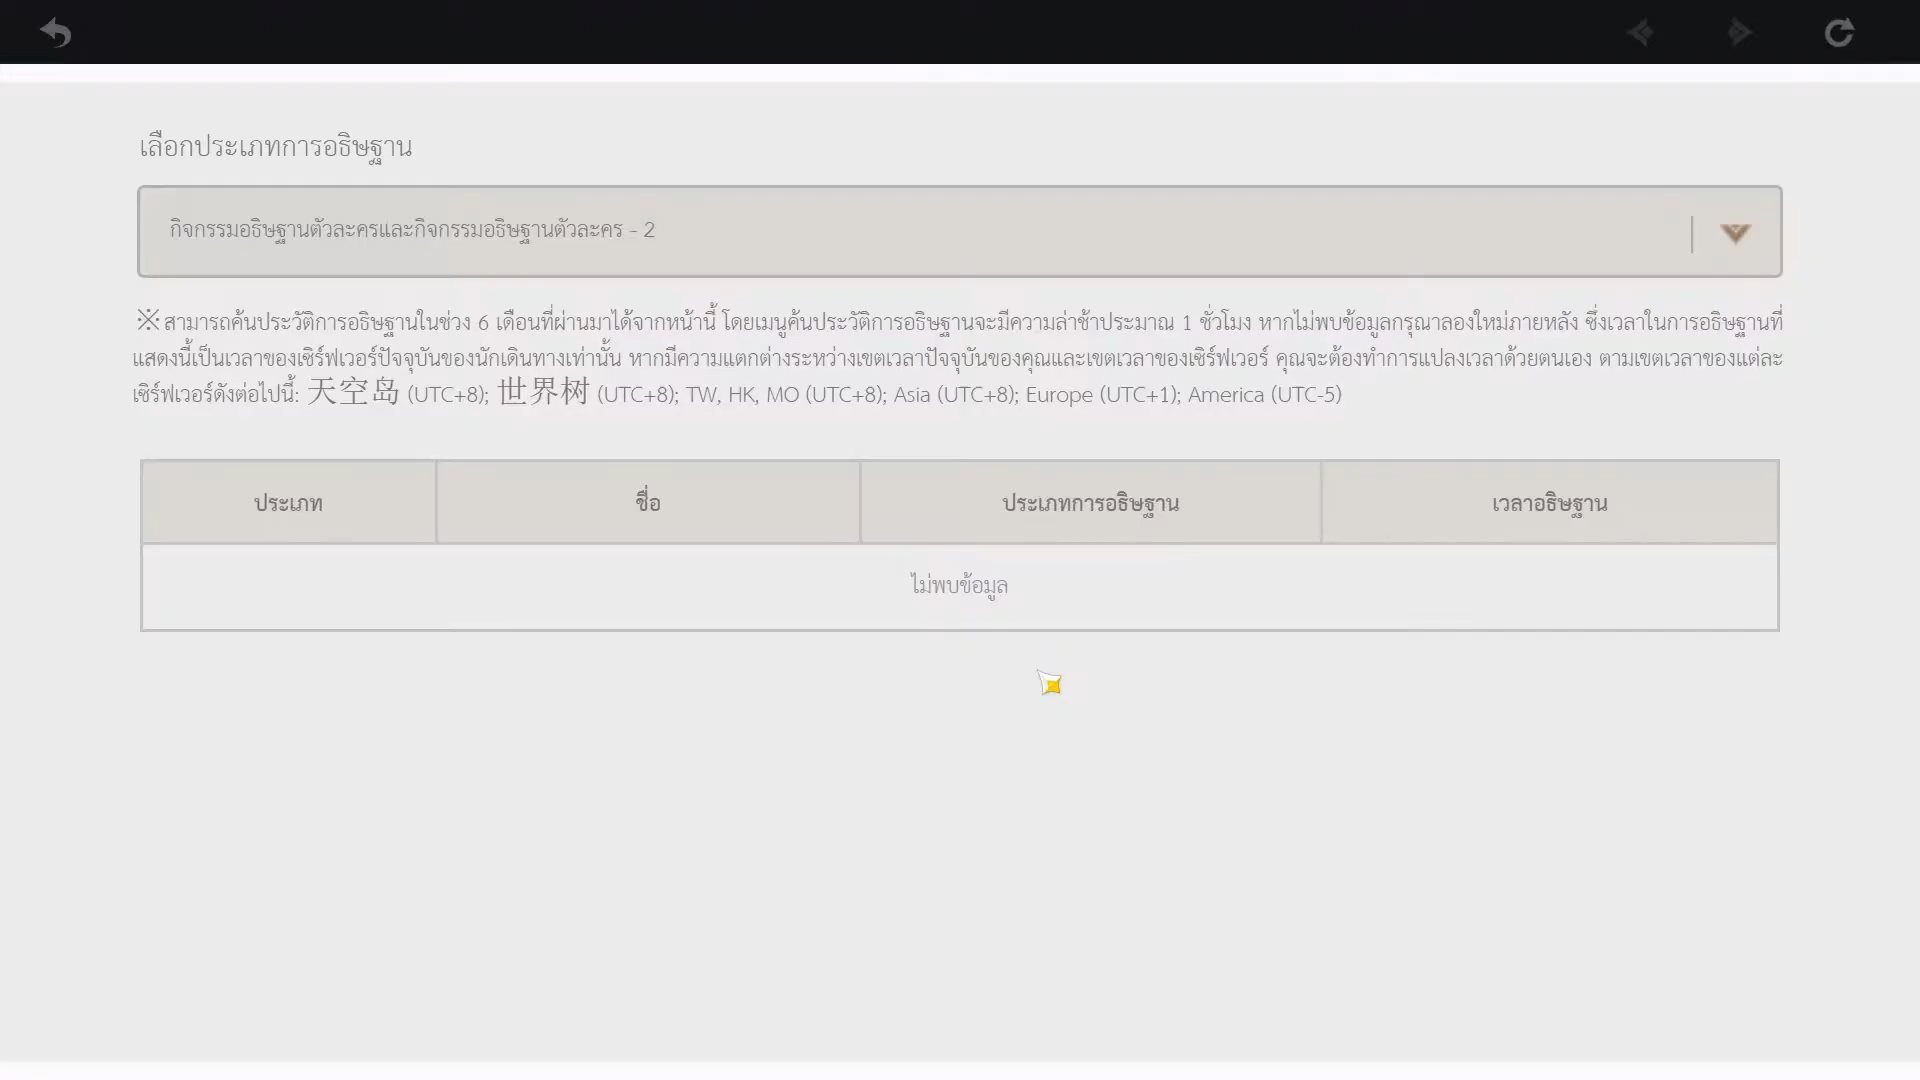 เลือกประเภทการอธิษฐาน
กิจกรรมอธิษฐานตัวละครและกิจกรรมอธิษฐานตัวละคร - 2
※สามารถค้นประวัติการอธิษฐานในช่วง 6 เดือนที่ผ่านมาได้จากหน้านี้ โดยเมนูค้นประวัติการอธิษฐานจะมีความล่าช้าประมาณ 1 ชั่วโมง หากไม่พบข้อมูลกรุณาลองใหม่ภายหลัง ซึ่งเวลาในการอธิษฐานที่
แสดงนี้เป็นเวลาของเซิร์ฟเวอร์ปัจจุบันของนักเดินทางเท่านั้น หากมีความแตกต่างระหว่างเขตเวลาปัจจุบันของคุณและเขตเวลาของเซิร์ฟเวอร์ คุณจะต้องทำการแปลงเวลาด้วยตนเอง ตามเขตเวลาของแต่ละ
เซิร์ฟเวอร์ดังต่อไปนี้: 天空岛 (UTC+8); 世界树 (UTC+8); TW, HK, MO (UTC+8); Asia (UTC+8); Europe (UTC+1); America (UTC-5)
ประเภท ชื่อ ประเภทการอธิษฐาน เวลาอธิษฐาน
ไม่พบข้อมูล